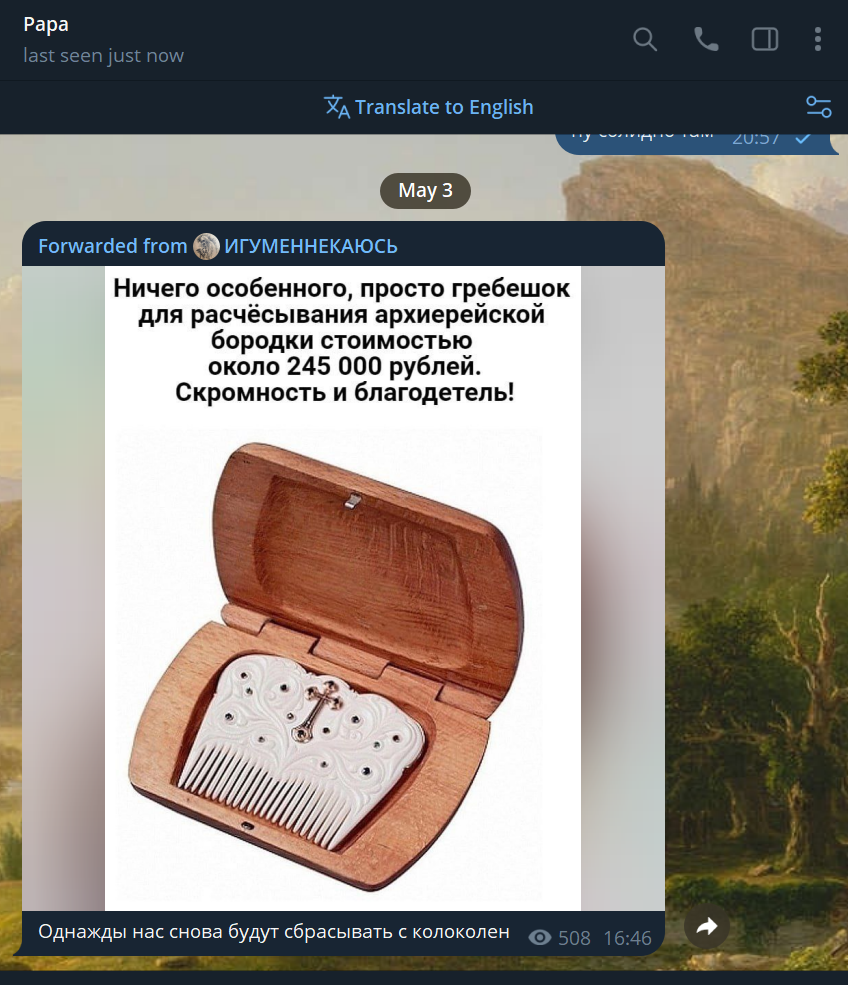 Papa
last seen just now
Translate to English
20:57
May 3
Forwarded from ИГУМЕННЕКАЮСЬ
Ничего особенного, просто гребешок
для расчёсывания архиерейской
бородки стоимостью
около 245 000 рублей.
Скромность и благодетель!
Однажды нас снова будут сбрасывать с колоколен
508 16:46